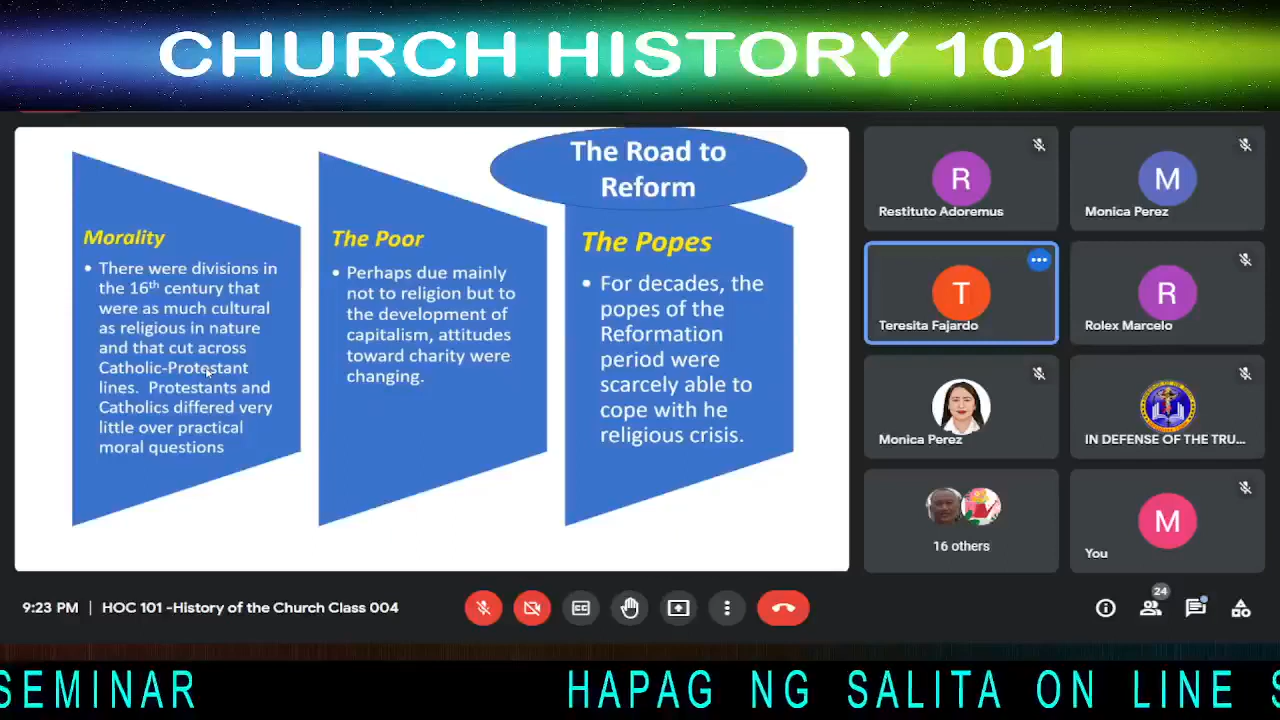 CHURCH HISTORY 101
The Road to
Reform
Morality
• There were divisions in
the 16th century that
were as much cultural
as religious in nature
and that cut across
Catholic-Protestant
lines. Protestants and
Catholics differed very
little over practical
moral questions
The Poor
• Perhaps due mainly
not to religion but to
the development of
capitalism, attitudes
toward charity were
changing.
The Popes
• For decades, the
popes of the
Reformation
period were
scarcely able to
cope with he
religious crisis.
R
Restituto Adoremus
M
Monica Perez
T
Teresita Fajardo
R
Rolex Marcelo
Monica Perez
IN DEFENSE OF THE TRU...
16 others
M
You
9:23 PM | HOC 101 -History of the Church Class 004
CC
24
SEMINAR HAPAG NG SALITA ON LINE S